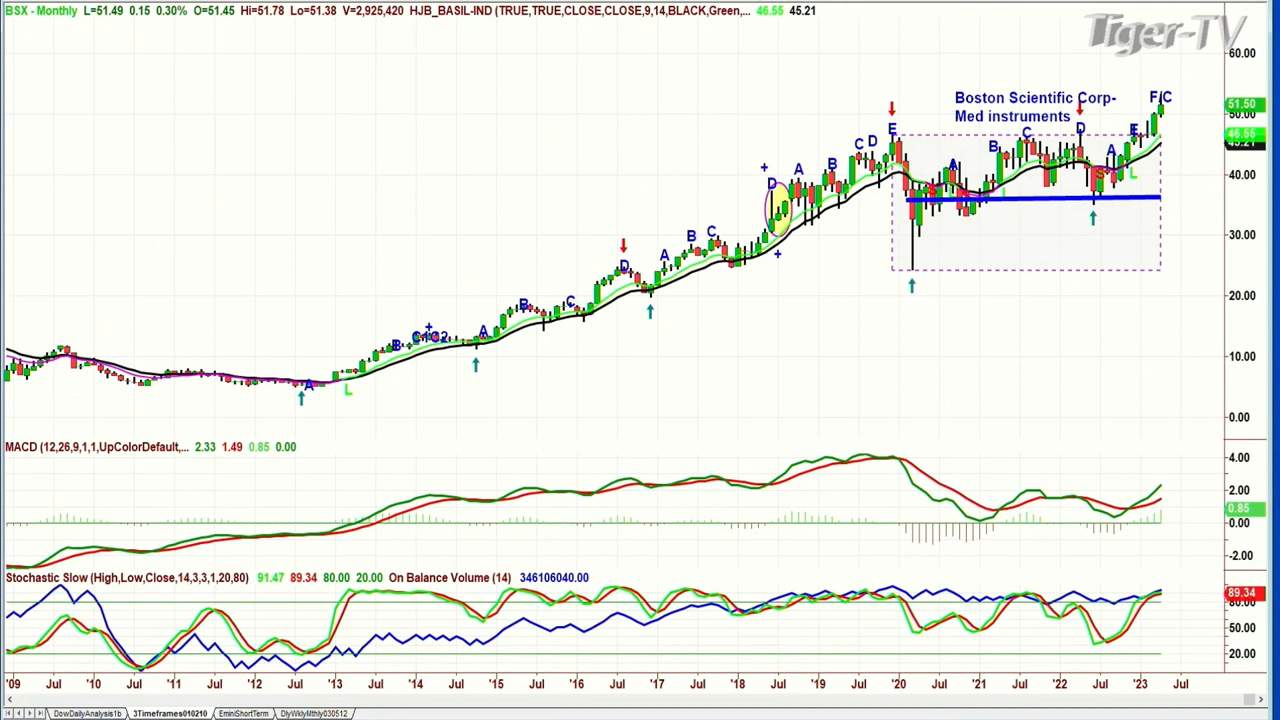 BSX - Monthly L=51.49 0.15 0.30% O=51.45 Hi=51.78 Lo=51.38 V=2,925,420 HJB_BASIL-IND (TRUE,TRUE,CLOSE,CLOSE,9,14,BLACK,Green,... 46.55 45.21
Tiger-TV
60.00
Boston Scientific Corp-
Med instruments
F/C
51.50
50.00
46.55
45.21
40.00
30.00
20.00
10.00
0.00
E
C
D
E
C D
B
A
A
S
S
L
L
+
D
A
B
+
B
C
A
D
B
C
A
+
B
C1C2
A
L
MACD (12,26,9,1,1,UpColorDefault,... 2.33 1.49 0.85 0.00
4.00
2.00
0.85
0.00
-2.00
Stochastic Slow (High,Low,Close,14,3,3,1,20,80) 91.47 89.34 80.00 20.00 On Balance Volume (14) 346106040.00
89.34
80.00
50.00
20.00
'09 Jul '10 Jul '11 Jul '12 Jul '13 Jul '14 Jul '15 Jul '16 Jul '17 Jul '18 Jul '19 Jul '20 Jul '21 Jul '22 Jul '23 Jul
DowDailyAnalysis1b 3Timeframes010210 EminiShortTerm DlyWklyMthly030512